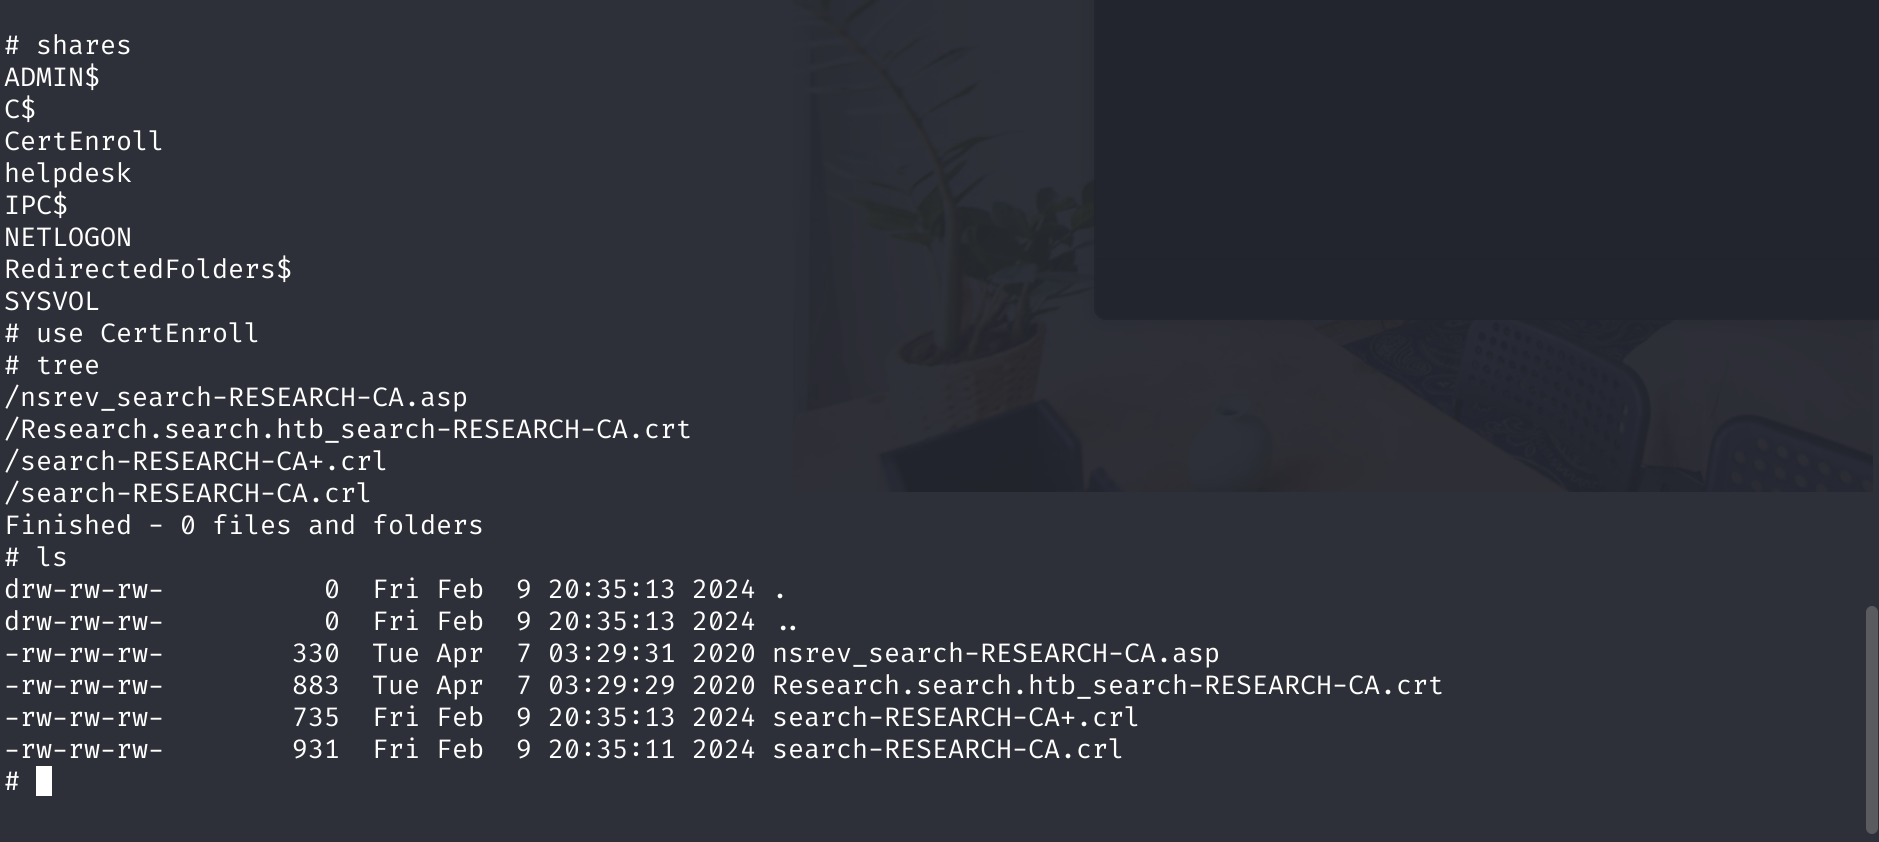 # shares
ADMIN$
C$
CertEnroll
helpdesk
IPC$
NETLOGON
RedirectedFolders$
SYSVOL
# use CertEnroll
# tree
/nsrev_search-RESEARCH-CA.asp
/Research.search.htb_search-RESEARCH-CA.crt
/search-RESEARCH-CA+.crl
/search-RESEARCH-CA.crl
Finished - 0 files and folders
# ls
drw-rw-rw-          0  Fri Feb  9 20:35:13 2024 .
drw-rw-rw-          0  Fri Feb  9 20:35:13 2024 ..
-rw-rw-rw-        330  Tue Apr  7 03:29:31 2020 nsrev_search-RESEARCH-CA.asp
-rw-rw-rw-        883  Tue Apr  7 03:29:29 2020 Research.search.htb_search-RESEARCH-CA.crt
-rw-rw-rw-        735  Fri Feb  9 20:35:13 2024 search-RESEARCH-CA+.crl
-rw-rw-rw-        931  Fri Feb  9 20:35:11 2024 search-RESEARCH-CA.crl
#